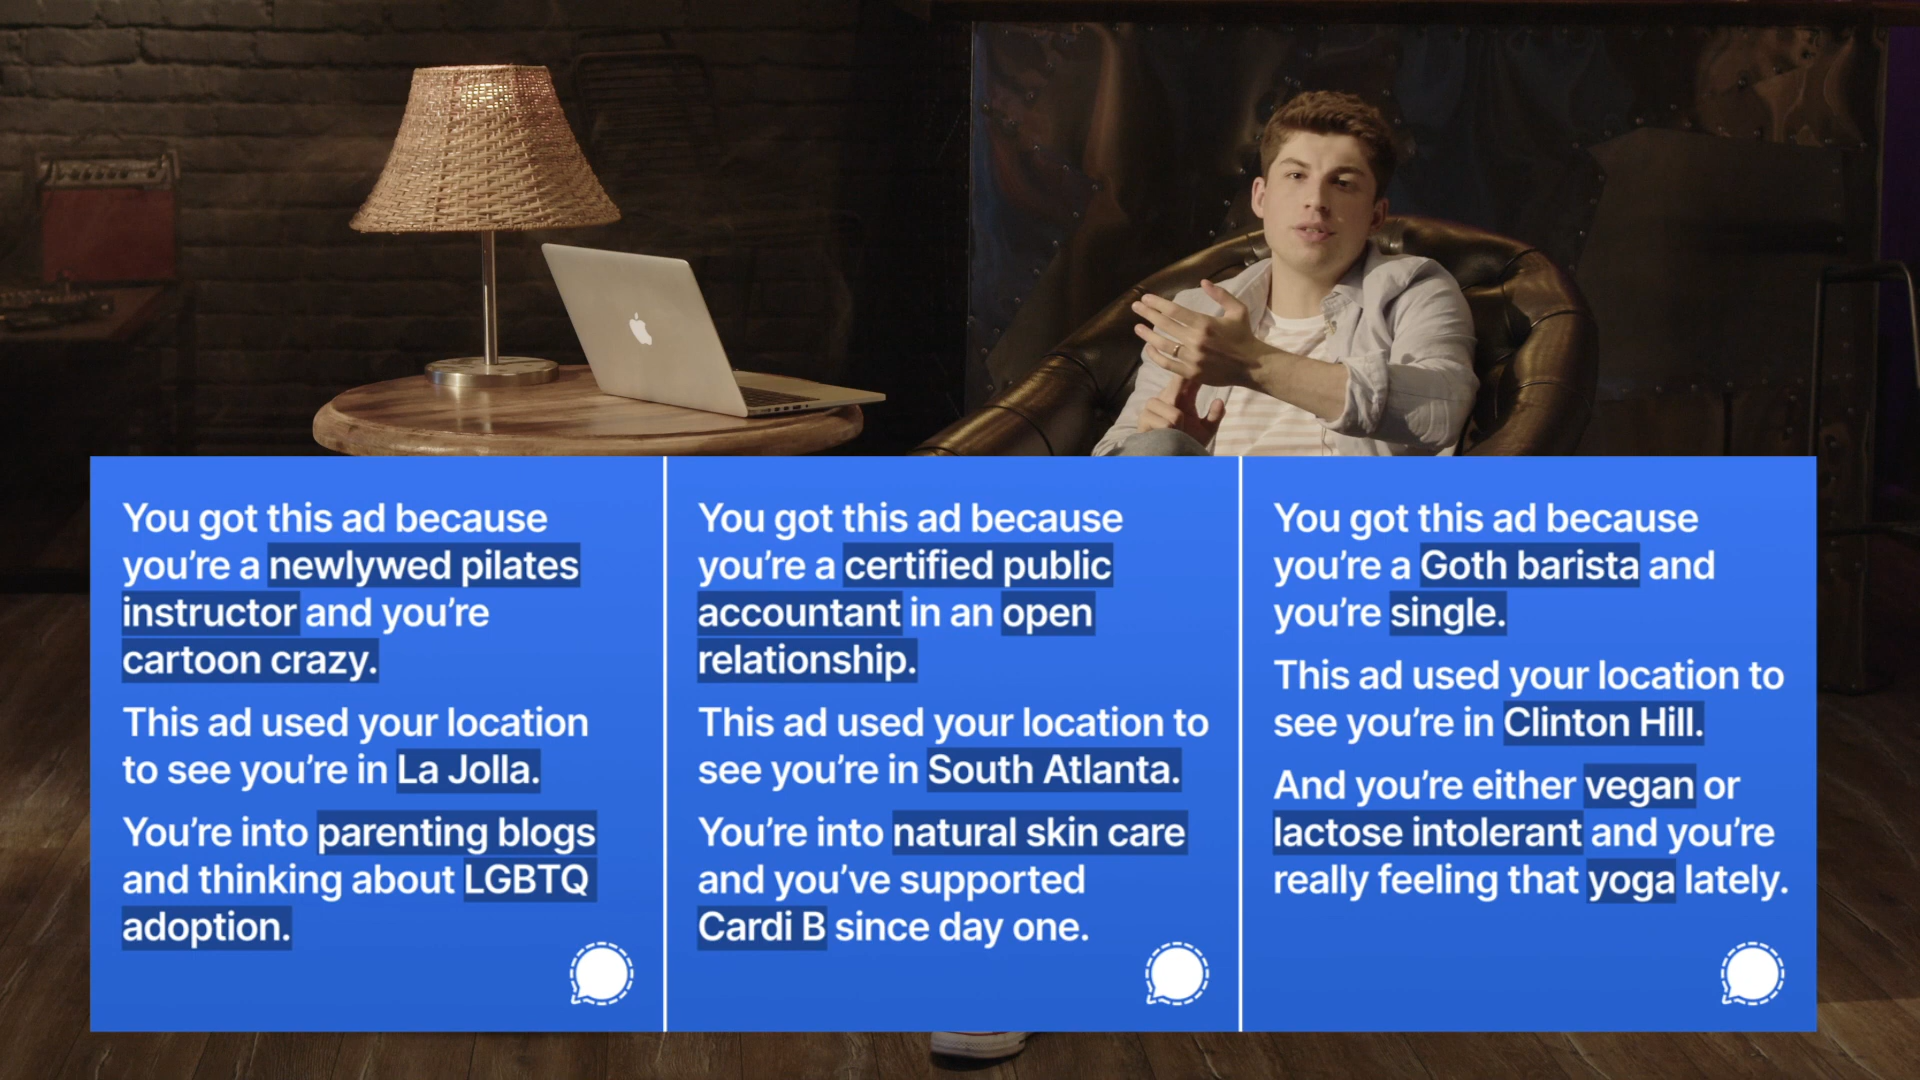 You got this ad because
you're a newlywed pilates
instructor and you're
cartoon crazy.
This ad used your location
to see you're in La Jolla.
You're into parenting blogs
and thinking about LGBTQ
adoption.
You got this ad because
you're a certified public
accountant in an open
relationship.
This ad used your location to
see you're in South Atlanta.
You're into natural skin care
and you've supported
Cardi B since day one.
You got this ad because
you're a Goth barista and
you're single.
This ad used your location to
see you're in Clinton Hill.
And you're either vegan or
lactose intolerant and you're
really feeling that yoga lately.